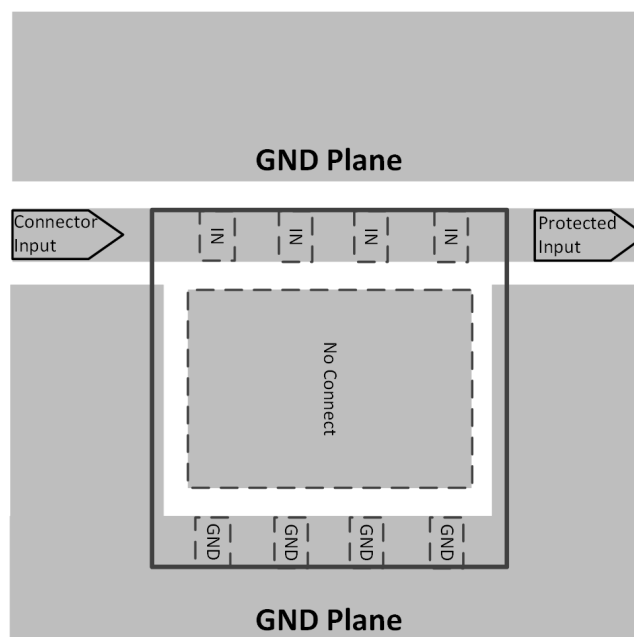 GND Plane
Connector
Input
IN
IN
IN
IN
Protected
Input
No Connect
GND
GND
GND
GND
GND Plane